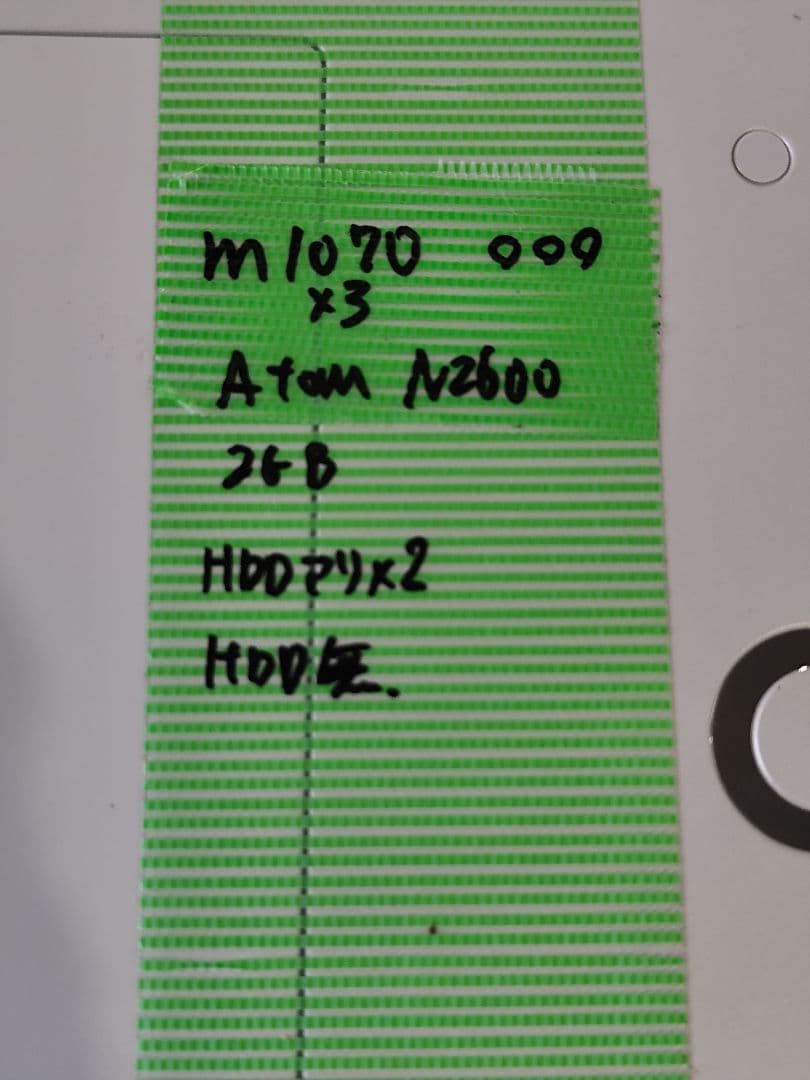 m1070 009
x3
Atom N2600
2GB
HDDアリx2
HDD無.